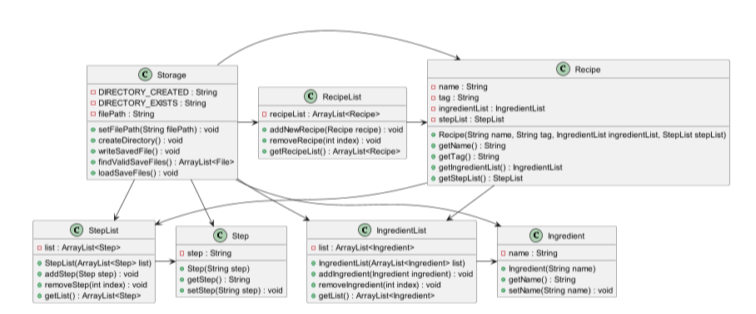 C Storage
DIRECTORY_CREATED : String
DIRECTORY_EXISTS : String
filePath : String
setFilePath(String filePath) : void
createDirectory() : void
writeSavedFile() : void
findValidSaveFiles() : ArrayList<File>
loadSaveFiles() : void
C RecipeList
recipeList : ArrayList<Recipe>
addNewRecipe(Recipe recipe) : void
removeRecipe(int index) : void
getRecipeList() : ArrayList<Recipe>
C Recipe
name : String
tag : String
ingredientList : IngredientList
stepList : StepList
Recipe(String name, String tag, IngredientList ingredientList, StepList stepList)
getName() : String
getTag() : String
getIngredientList() : IngredientList
getStepList() : StepList
C StepList
list : ArrayList<Step>
StepList(ArrayList<Step> list)
addStep(Step step) : void
removeStep(int index) : void
getList() : ArrayList<Step>
C Step
step : String
Step(String step)
getStep() : String
setStep(String step) : void
C IngredientList
list : ArrayList<Ingredient>
IngredientList(ArrayList<Ingredient> list)
addIngredient(Ingredient ingredient) : void
removeIngredient(int index) : void
getList() : ArrayList<Ingredient>
C Ingredient
name : String
Ingredient(String name)
getName() : String
setName(String name) : void